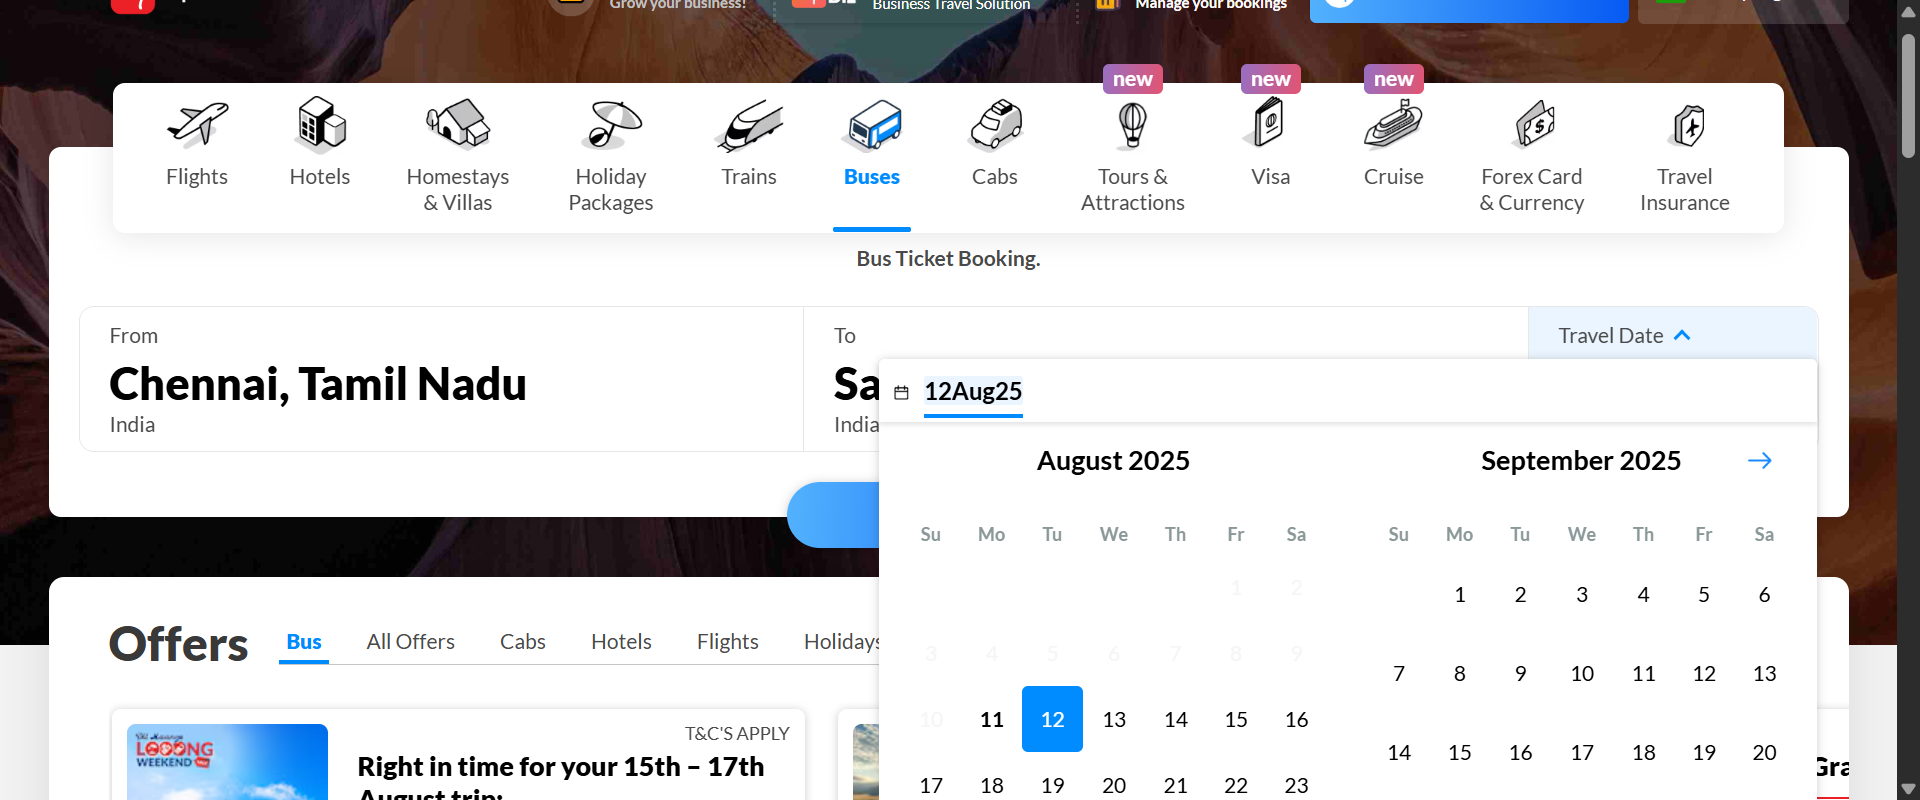 Grow your business!
Business Travel Solution
Manage your bookings
new
new
new
Flights
Hotels
Homestays
& Villas
Holiday
Packages
Trains
Buses
Cabs
Tours &
Attractions
Visa
Cruise
Forex Card
& Currency
Travel
Insurance
Bus Ticket Booking.
From
Chennai, Tamil Nadu
India
To
Sa
India
Travel Date
12Aug25
August 2025
Su Mo Tu We Th Fr Sa
1 2
3 4 5 6 7 8 9
10 11 12 13 14 15 16
17 18 19 20 21 22 23
September 2025
Su Mo Tu We Th Fr Sa
1 2 3 4 5 6
7 8 9 10 11 12 13
14 15 16 17 18 19 20
Offers
Bus
All Offers
Cabs
Hotels
Flights
Holidays
LOOONG
WEEKEND
T&C'S APPLY
Right in time for your 15th – 17th
August trip:
Gra